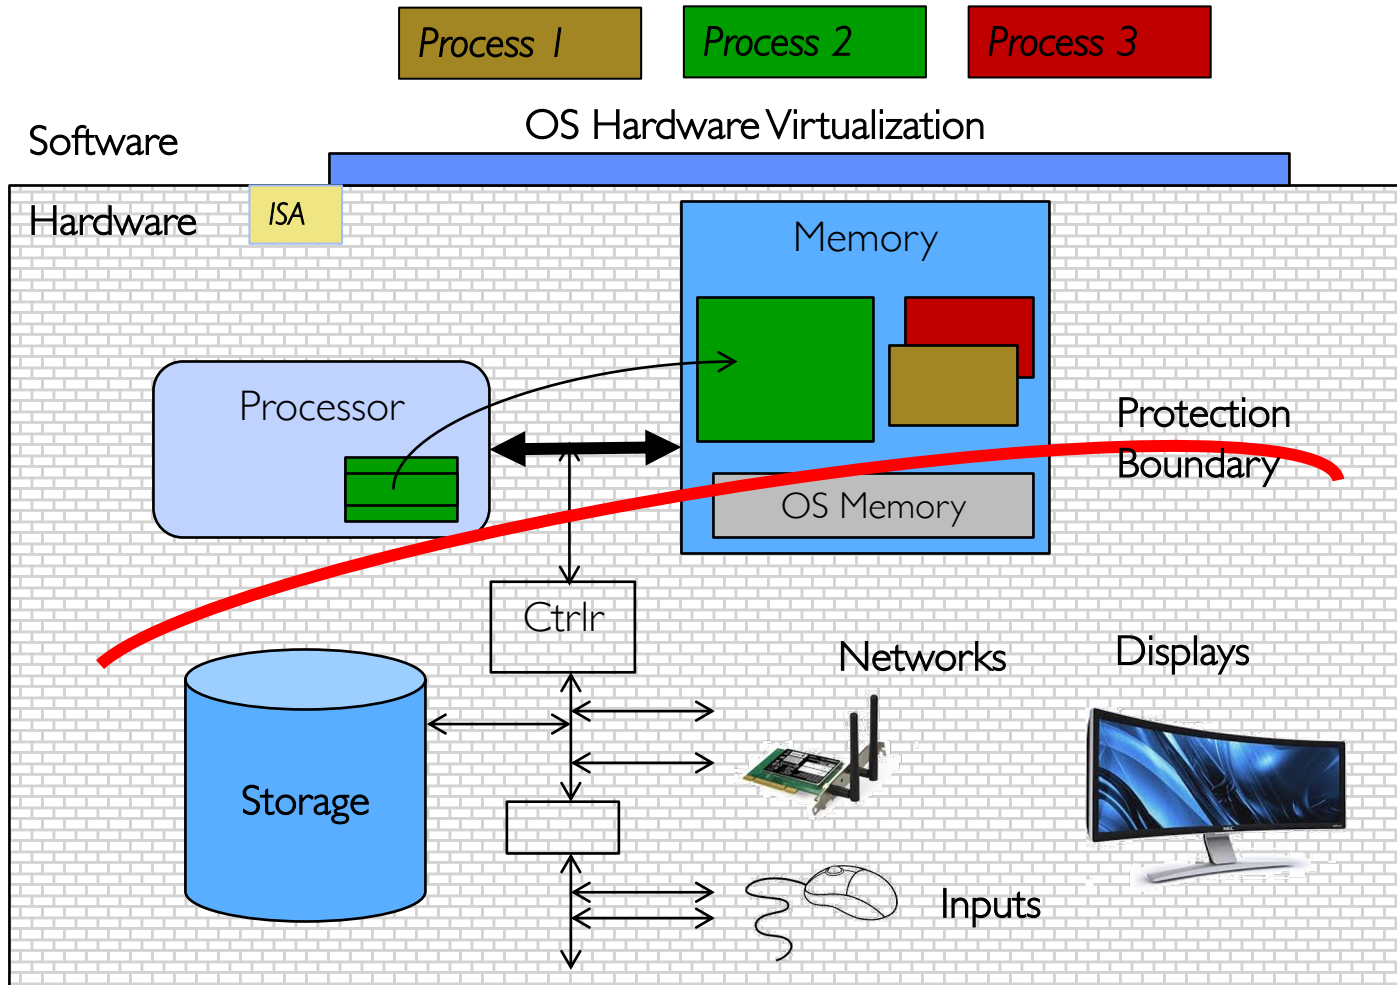 Process 1
Process 2
Process 3
OS Hardware Virtualization
Software
Hardware
ISA
Memory
Processor
Protection
Boundary
OS Memory
Ctrlr
Networks
Displays
Storage
NEC
Inputs